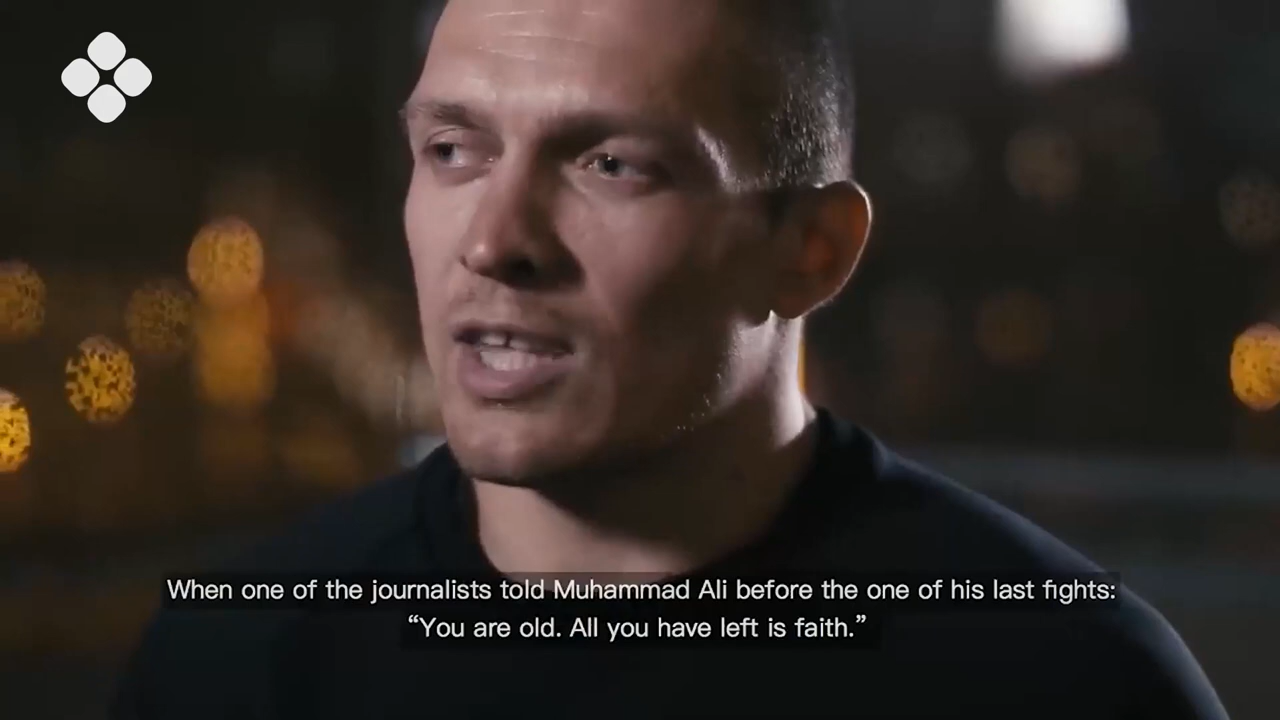 When one of the journalists told Muhammad Ali before the one of his last fights:
“You are old. All you have left is faith.”